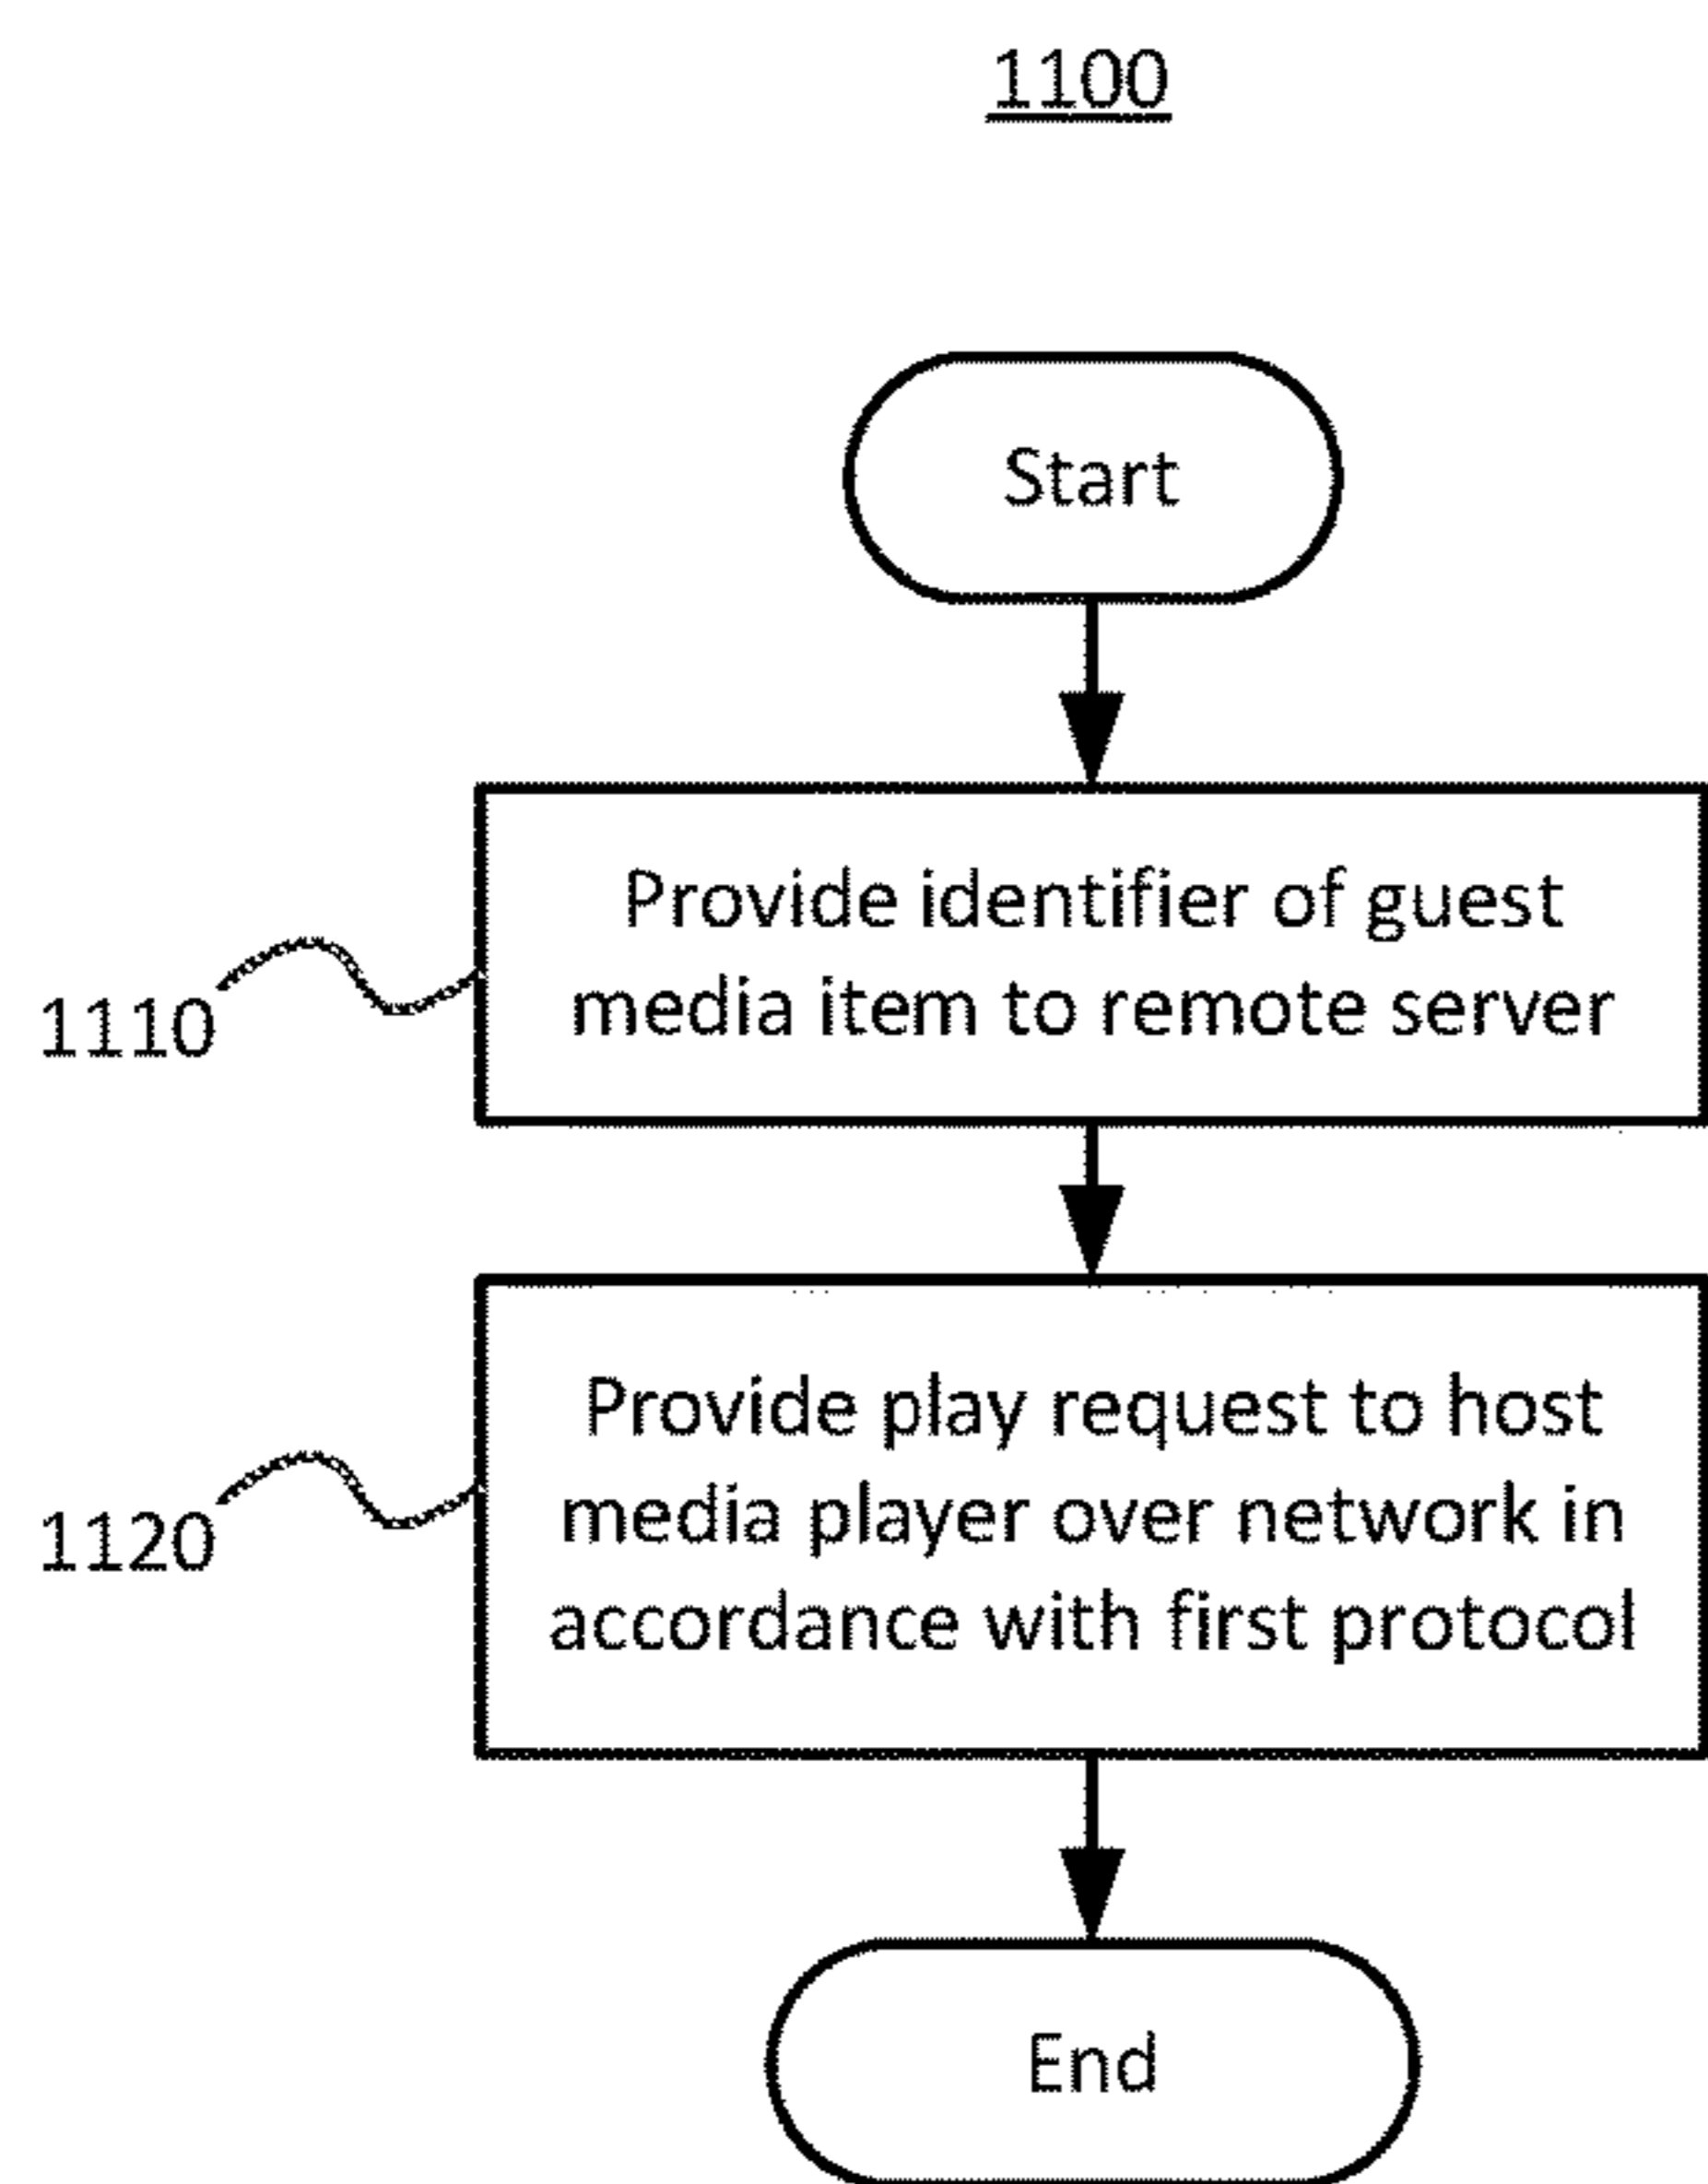 1100
Start
Provide identifier of guest
media item to remote server
1110
Provide play request to host
media player over network in
accordance with first protocol
1120
End